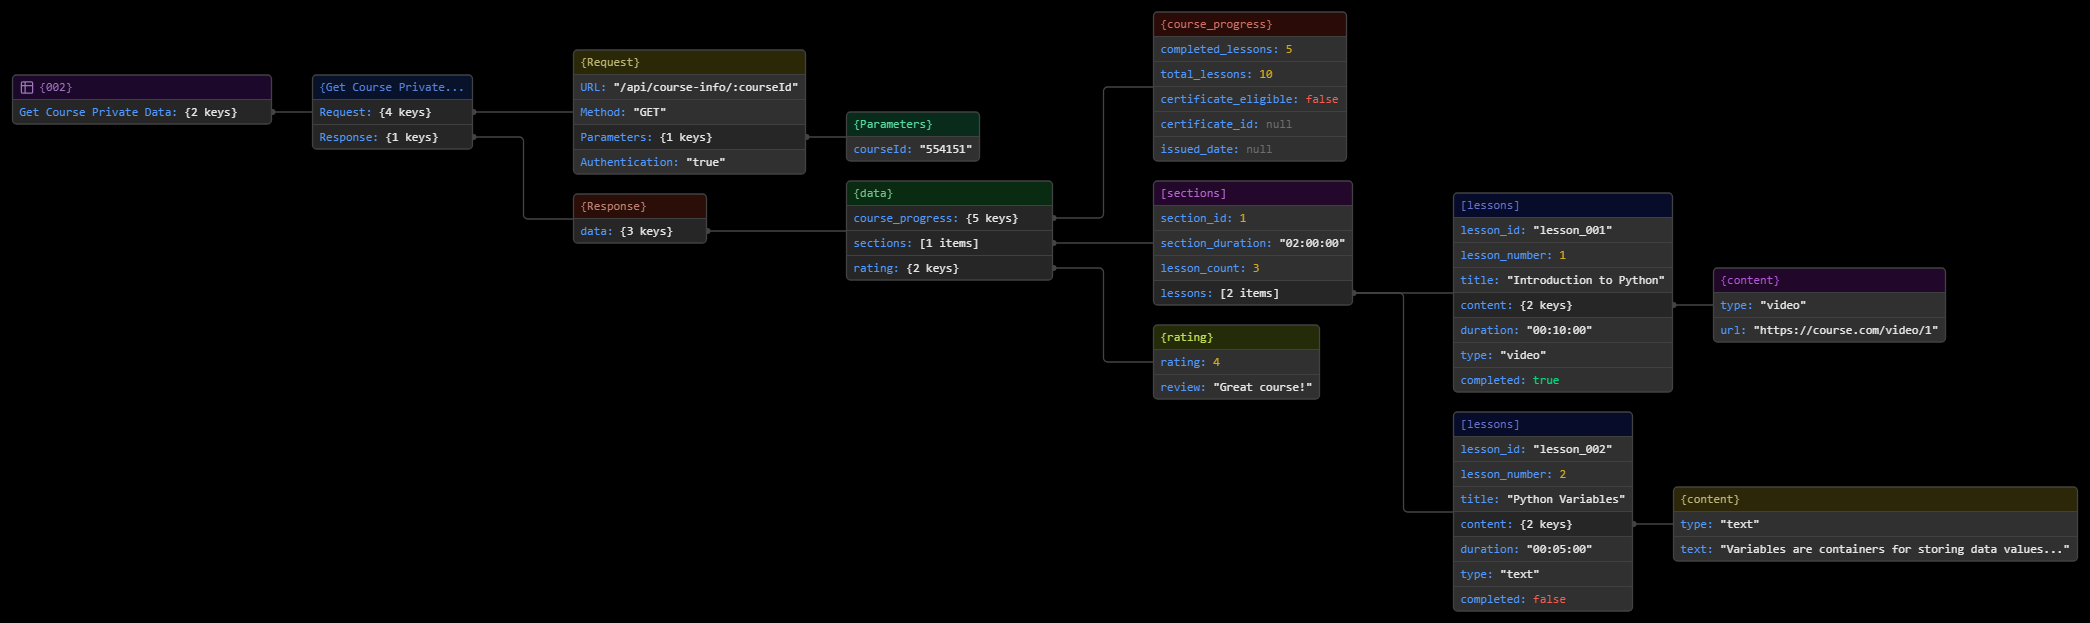 {002}
Get Course Private Data: {2 keys}
{Get Course Private...
Request: {4 keys}
Response: {1 keys}
{Request}
URL: "/api/course-info/:courseId"
Method: "GET"
Parameters: {1 keys}
Authentication: "true"
{Response}
data: {3 keys}
{Parameters}
courseId: "554151"
{data}
course_progress: {5 keys}
sections: [1 items]
rating: {2 keys}
{course_progress}
completed_lessons: 5
total_lessons: 10
certificate_eligible: false
certificate_id: null
issued_date: null
[sections]
section_id: 1
section_duration: "02:00:00"
lesson_count: 3
lessons: [2 items]
{rating}
rating: 4
review: "Great course!"
[lessons]
lesson_id: "lesson_001"
lesson_number: 1
title: "Introduction to Python"
content: {2 keys}
duration: "00:10:00"
type: "video"
completed: true
{content}
type: "video"
url: "https://course.com/video/1"
[lessons]
lesson_id: "lesson_002"
lesson_number: 2
title: "Python Variables"
content: {2 keys}
duration: "00:05:00"
type: "text"
completed: false
{content}
type: "text"
text: "Variables are containers for storing data values..."